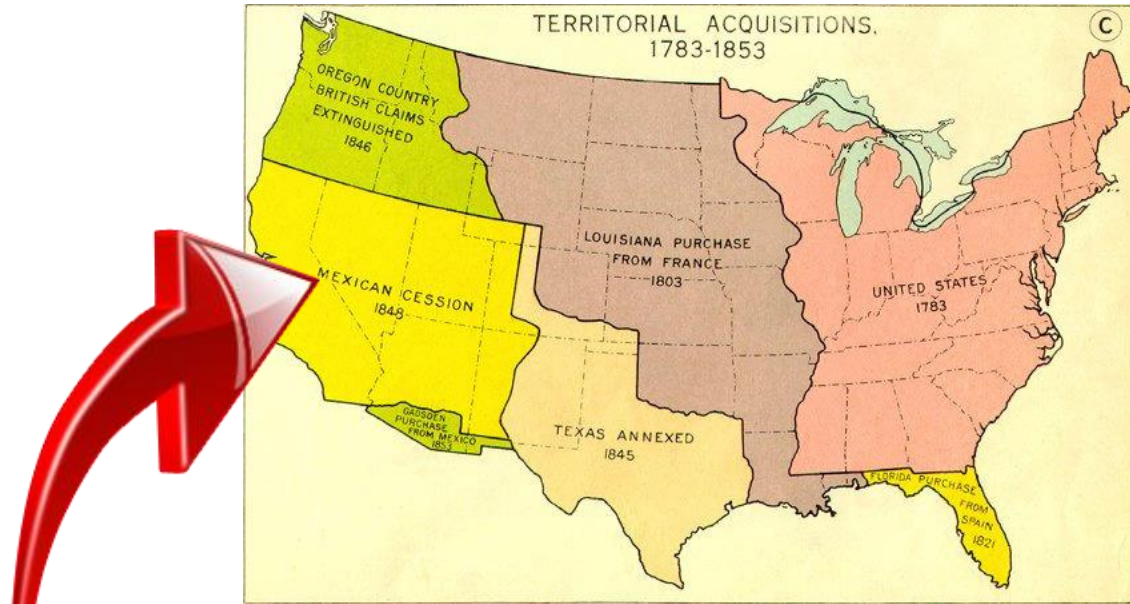 TERRITORIAL ACQUISITIONS.
1783-1853
C
OREGON COUNTRY
BRITISH CLAIMS
EXTINGUISHED
1846
LOUISIANA PURCHASE
FROM FRANCE
1803
UNITED STATES
1783
MEXICAN CESSION
1848
GADSDEN
PURCHASE
FROM MEXICO
1853
TEXAS ANNEXED
1845
FLORIDA PURCHASE
FROM
SPAIN
1821